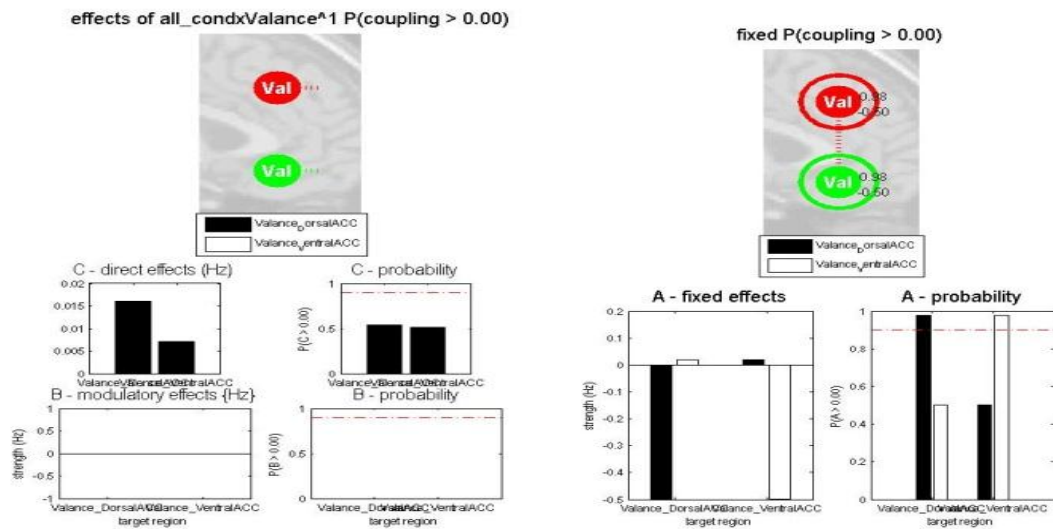 effects of all_condxValance^1 P(coupling > 0.00)
Val
Val
Valance_DorsalACC
Valance_VentralACC
C - direct effects (Hz)
0.02
0.015
0.01
0.005
0
C - probability
P(C > 0.00)
1
0.5
0
B - modulatory effects {Hz}
strength (Hz)
1
0.5
0
-0.5
-1
Valance_DorsalACC Valance_VentralACC
target region
B - probability
P(B > 0.00)
1
0.5
0
Valance_DorsalACC Valance_VentralACC
target region
fixed P(coupling > 0.00)
Val
0.98
-0.50
Val
0.98
-0.50
Valance_DorsalACC
Valance_VentralACC
A - fixed effects
strength (Hz)
0.2
0.1
0
-0.1
-0.2
-0.3
-0.4
-0.5
Valance_DorsalACC Valance_VentralACC
target region
A - probability
P(A > 0.00)
1
0.8
0.6
0.4
0.2
0
Valance_DorsalACC Valance_VentralACC
target region